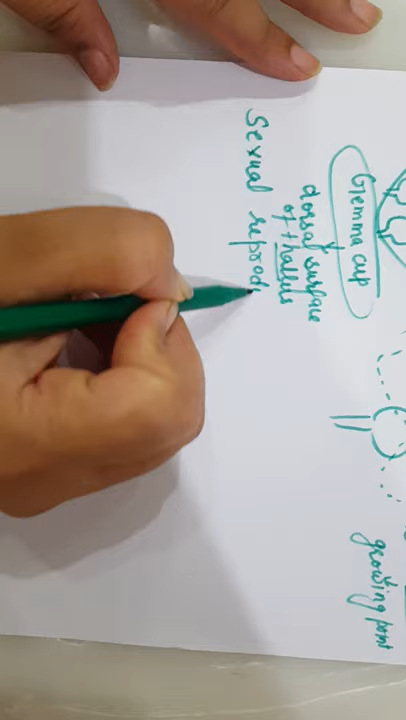 Gemma cup
dorsal surface
of thallus
Sexual reprod
growing point